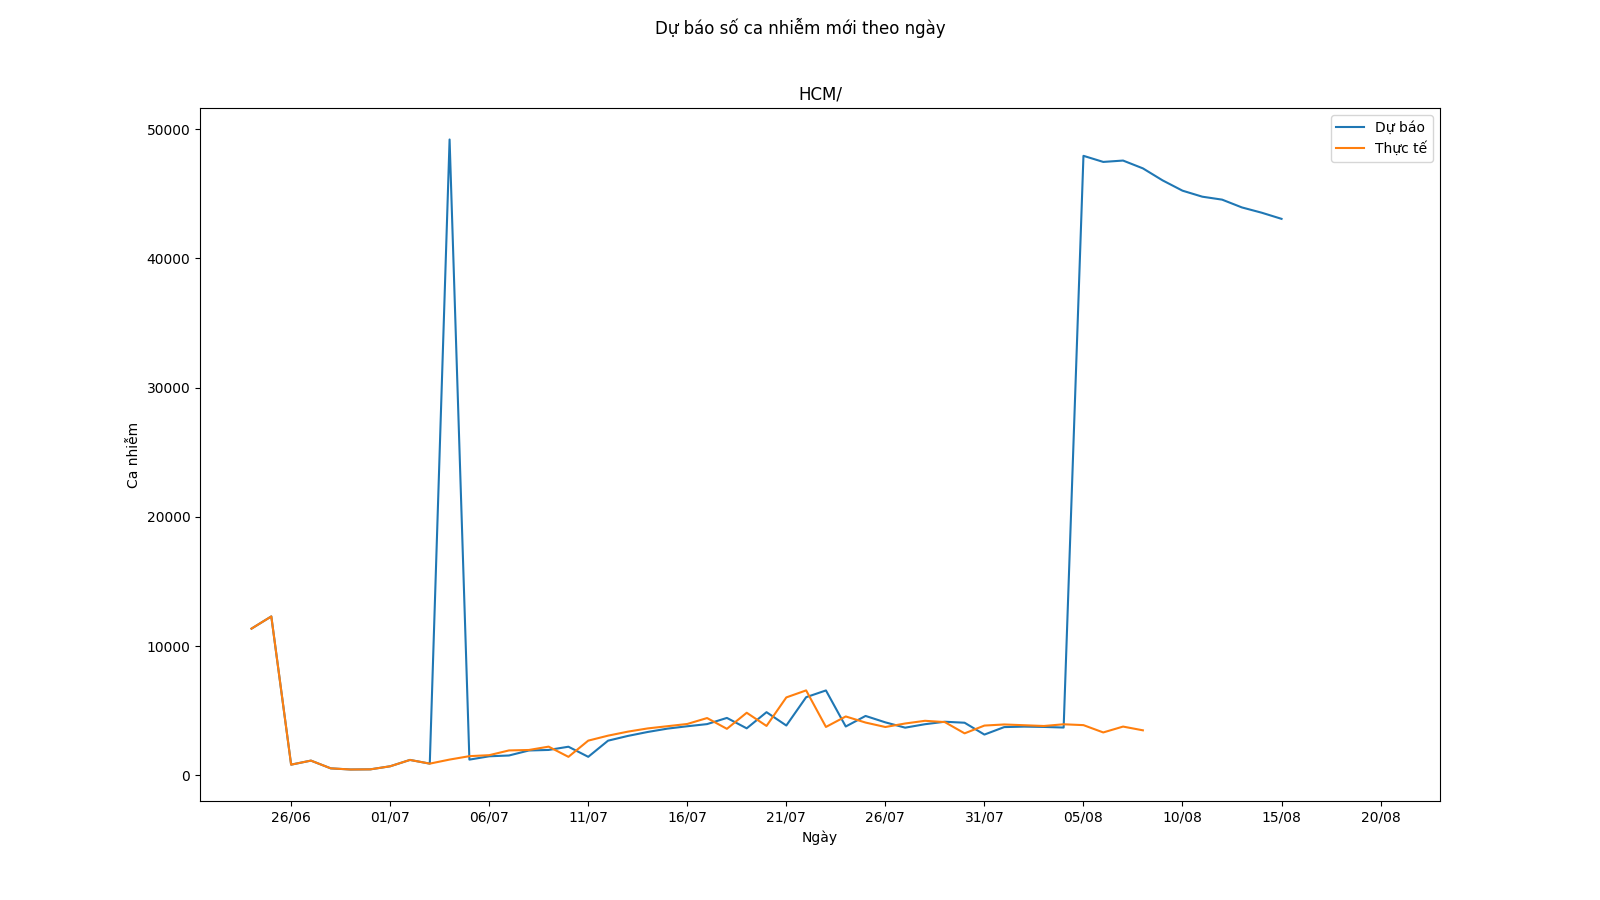 Dự báo số ca nhiễm mới theo ngày
HCM/
Dự báo
Thực tế
50000
40000
30000
20000
10000
0
Ca nhiễm
26/06 01/07 06/07 11/07 16/07 21/07 26/07 31/07 05/08 10/08 15/08 20/08
Ngày